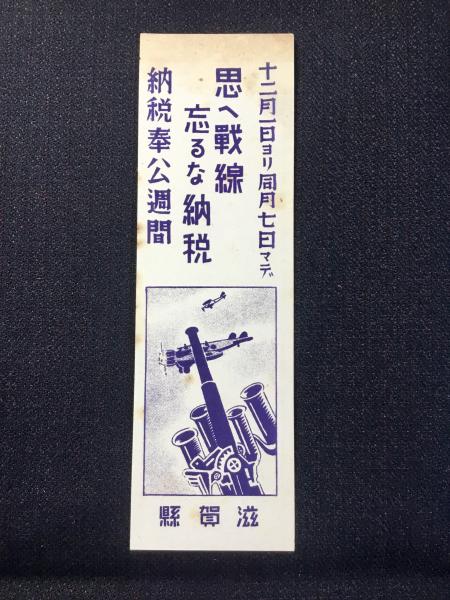 十二月一日ヨリ同月七日マデ
思へ戰線
忘るな納税
納税奉公週間
滋賀縣